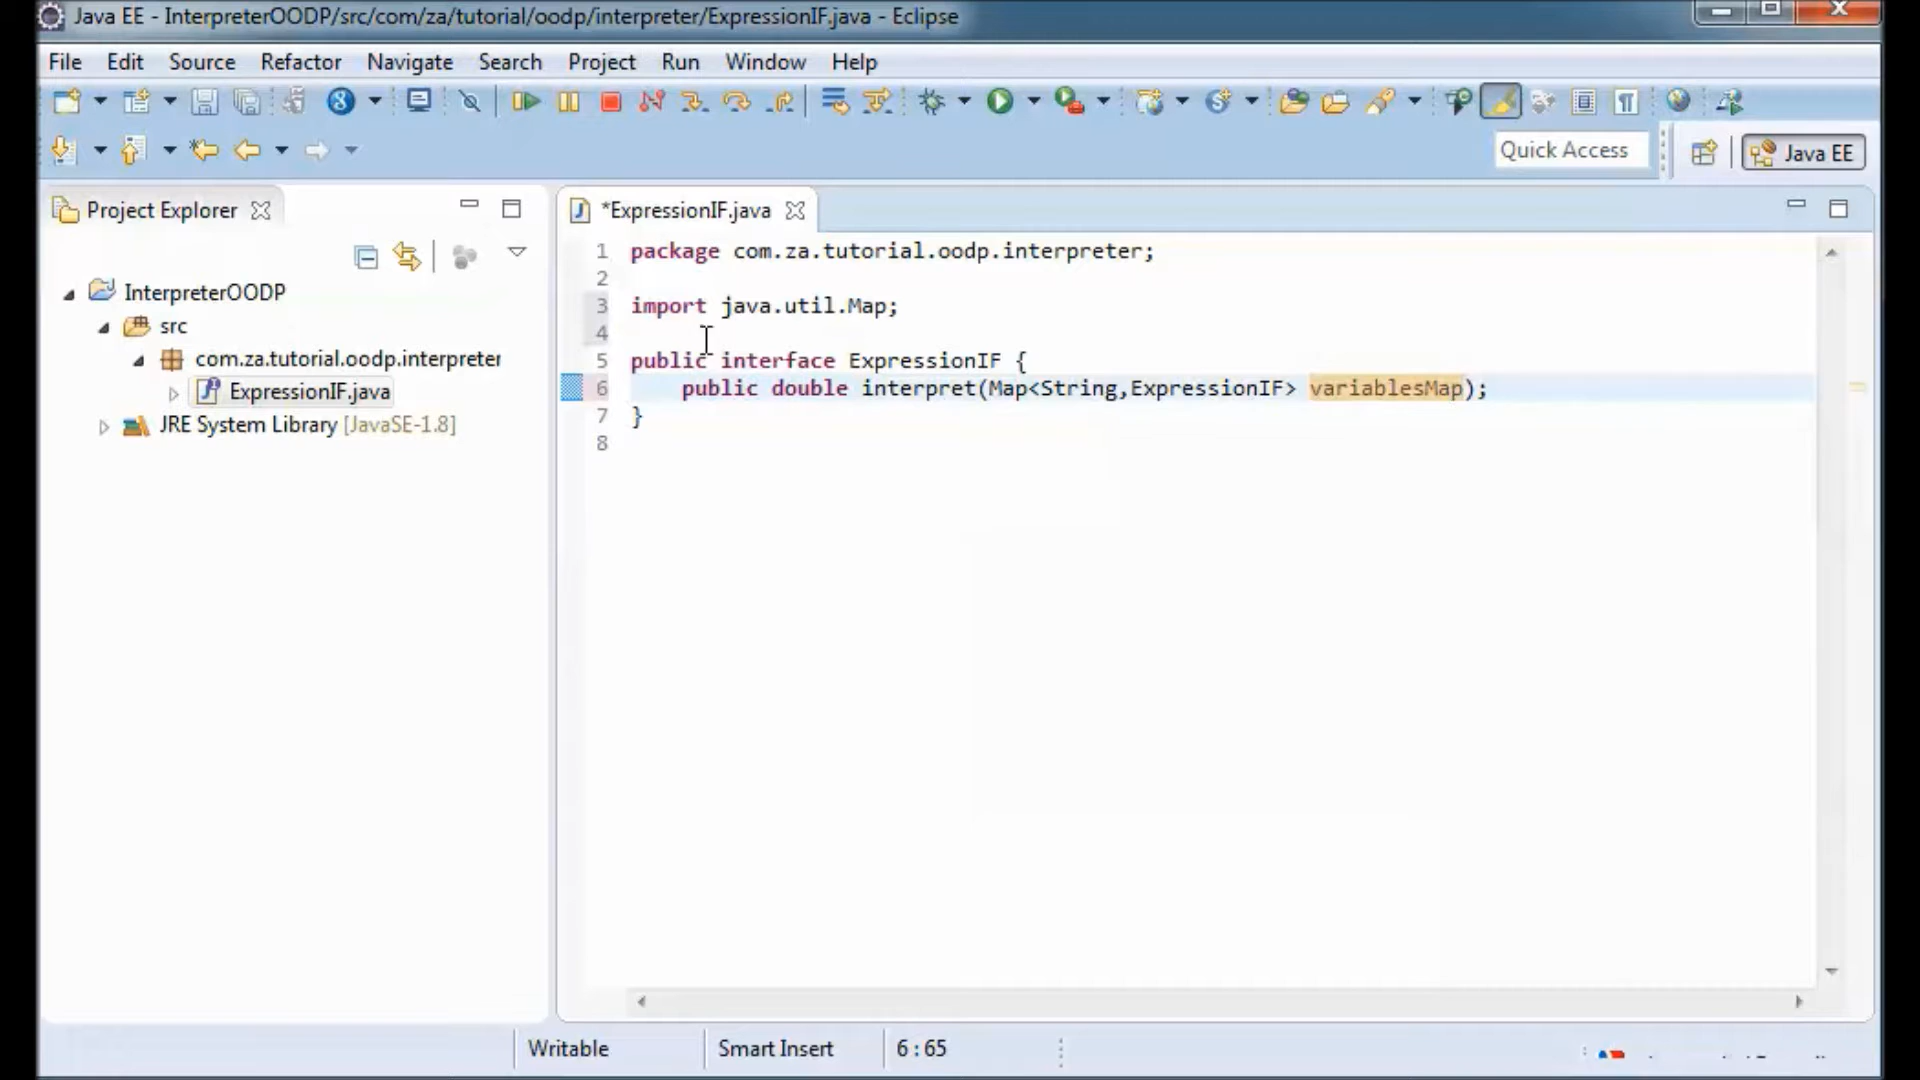 Java EE - InterpreterOODP/src/com/za/tutorial/oodp/interpreter/ExpressionIF.java - Eclipse
File Edit Source Refactor Navigate Search Project Run Window Help
Quick Access
Java EE
Project Explorer
InterpreterOODP
src
com.za.tutorial.oodp.interpreter
ExpressionIF.java
JRE System Library [JavaSE-1.8]
*ExpressionIF.java
1 package com.za.tutorial.oodp.interpreter;
2
3 import java.util.Map;
4
5 public interface ExpressionIF {
6 public double interpret(Map<String,ExpressionIF> variablesMap);
7 }
8
Writable Smart Insert 6 : 65